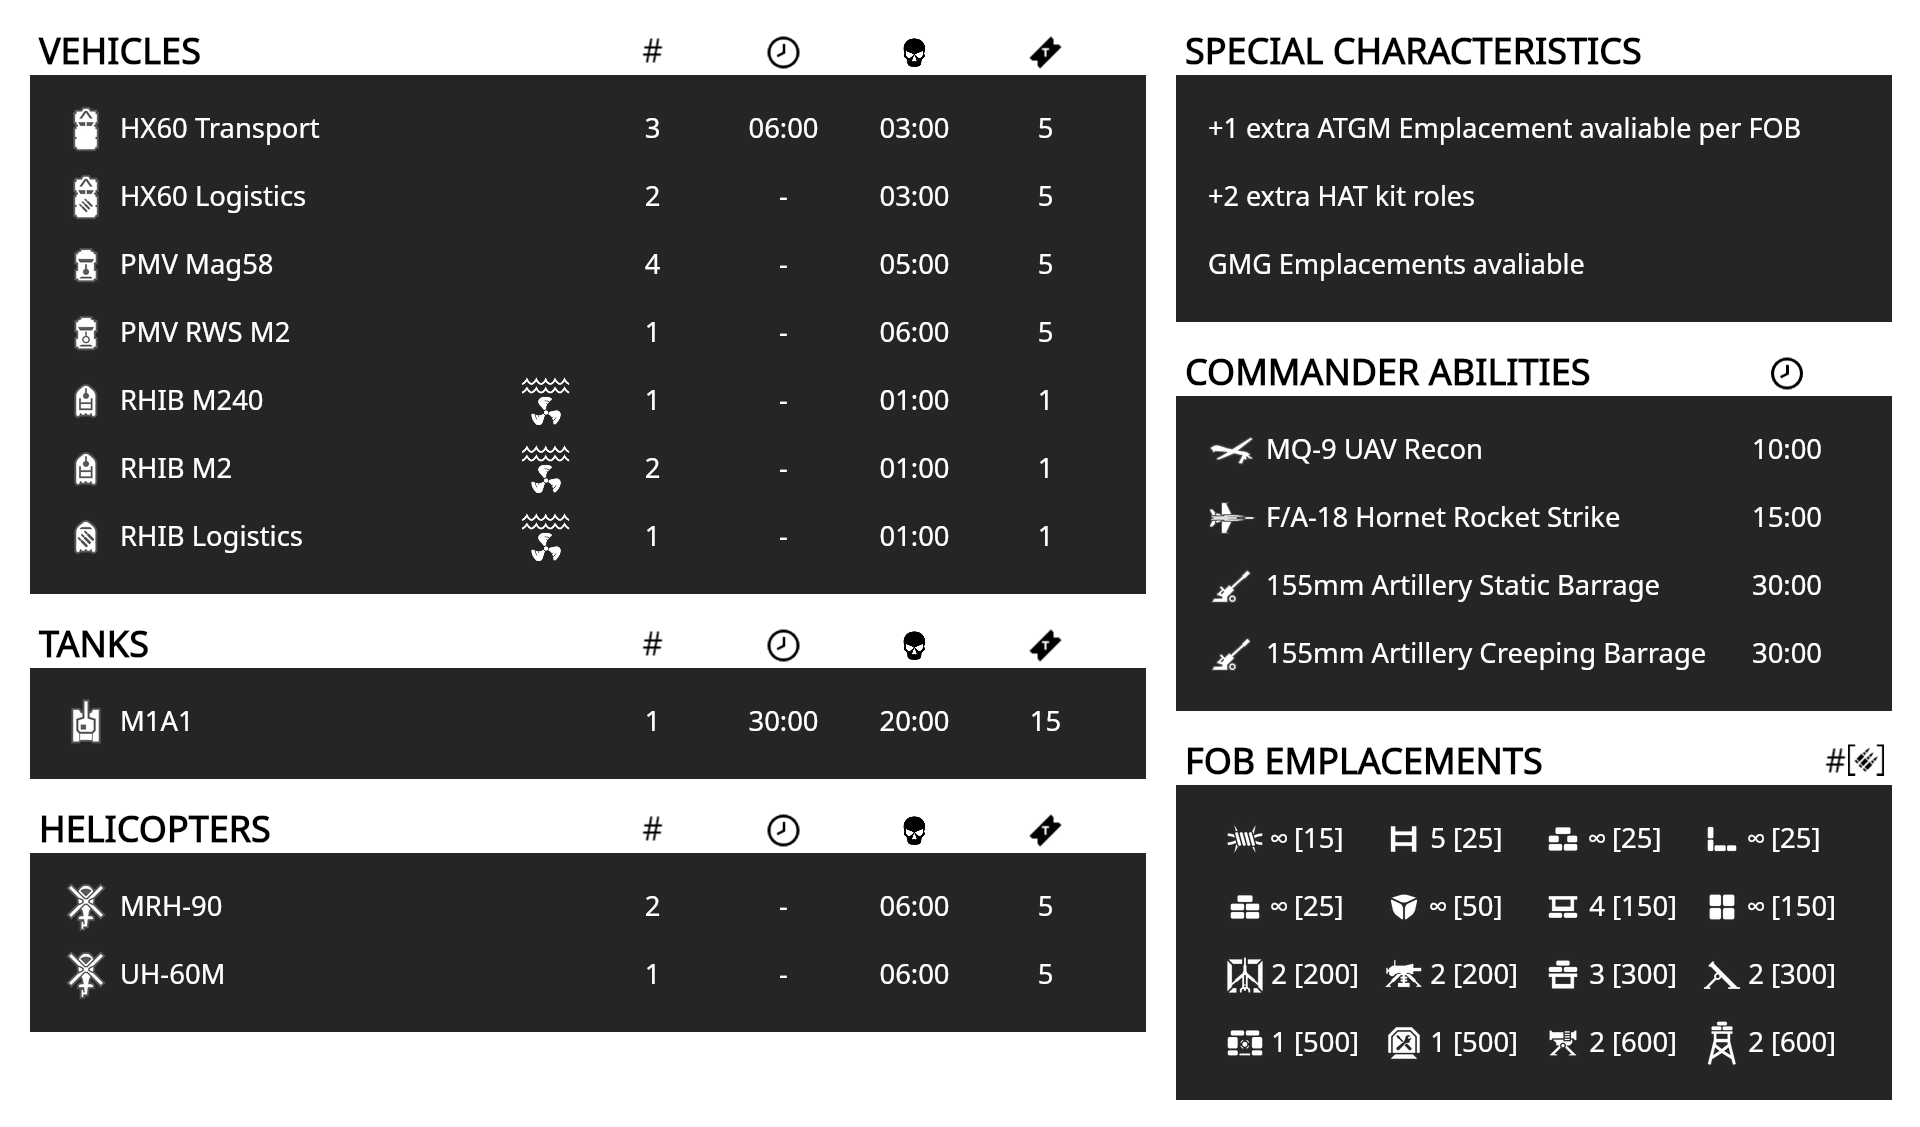 VEHICLES #
HX60 Transport 3 06:00 03:00 5
HX60 Logistics 2 - 03:00 5
PMV Mag58 4 - 05:00 5
PMV RWS M2 1 - 06:00 5
RHIB M240 1 - 01:00 1
RHIB M2 2 - 01:00 1
RHIB Logistics 1 - 01:00 1
TANKS #
M1A1 1 30:00 20:00 15
HELICOPTERS #
MRH-90 2 - 06:00 5
UH-60M 1 - 06:00 5
SPECIAL CHARACTERISTICS
+1 extra ATGM Emplacement avaliable per FOB
+2 extra HAT kit roles
GMG Emplacements avaliable
COMMANDER ABILITIES
MQ-9 UAV Recon 10:00
F/A-18 Hornet Rocket Strike 15:00
155mm Artillery Static Barrage 30:00
155mm Artillery Creeping Barrage 30:00
FOB EMPLACEMENTS #[ ]
∞ [15] 5 [25] ∞ [25] ∞ [25]
∞ [25] ∞ [50] 4 [150] ∞ [150]
2 [200] 2 [200] 3 [300] 2 [300]
1 [500] 1 [500] 2 [600] 2 [600]